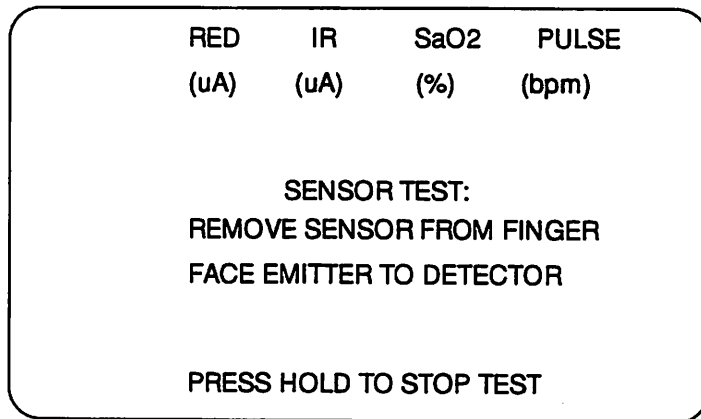 RED IR SaO2 PULSE
(uA) (uA) (%) (bpm)
SENSOR TEST:
REMOVE SENSOR FROM FINGER
FACE EMITTER TO DETECTOR
PRESS HOLD TO STOP TEST